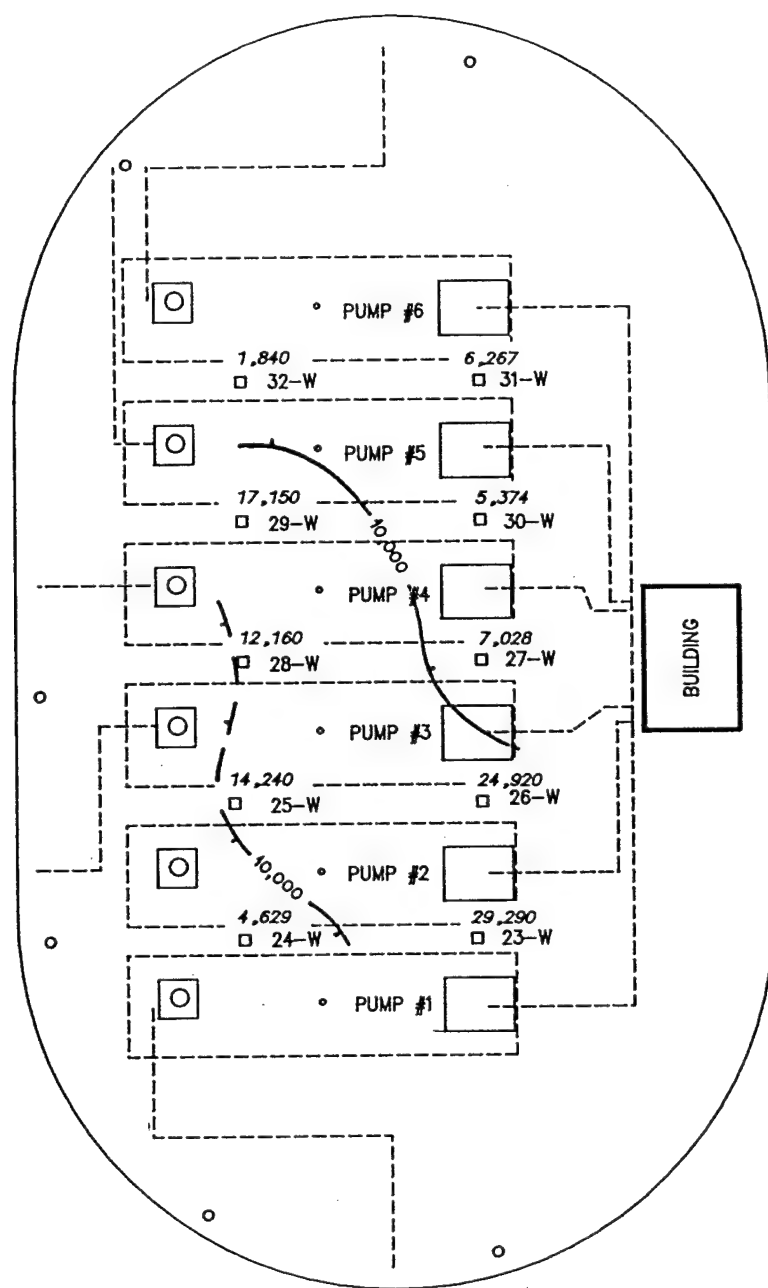 PUMP #6
1,840 6,267
32-W 31-W
PUMP #5
17,150 5,374
29-W 30-W
10,000
PUMP #4
12,160 7,028
28-W 27-W
BUILDING
PUMP #3
14,240 24,920
25-W 26-W
10,000
PUMP #2
4,629 29,290
24-W 23-W
PUMP #1